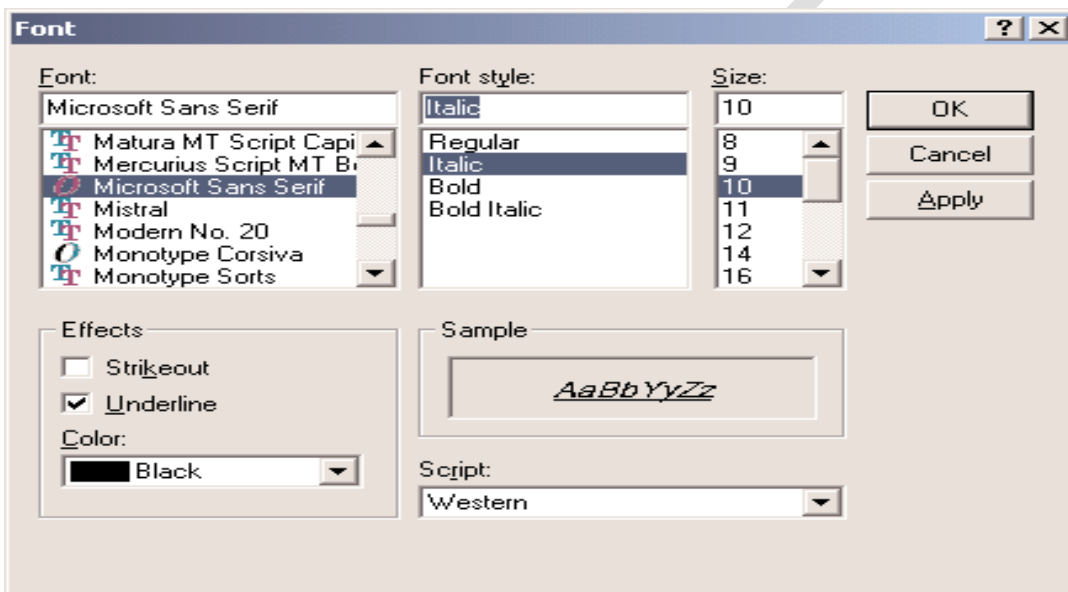 Font
Font:
Microsoft Sans Serif
Matura MT Script Capi
Mercurius Script MT B
Microsoft Sans Serif
Mistral
Modern No. 20
Monotype Corsiva
Monotype Sorts
Font style:
Italic
Regular
Italic
Bold
Bold Italic
Size:
10
8
9
10
11
12
14
16
OK
Cancel
Apply
Effects
Strikeout
Underline
Color:
Black
Sample
AaBbYyZz
Script:
Western